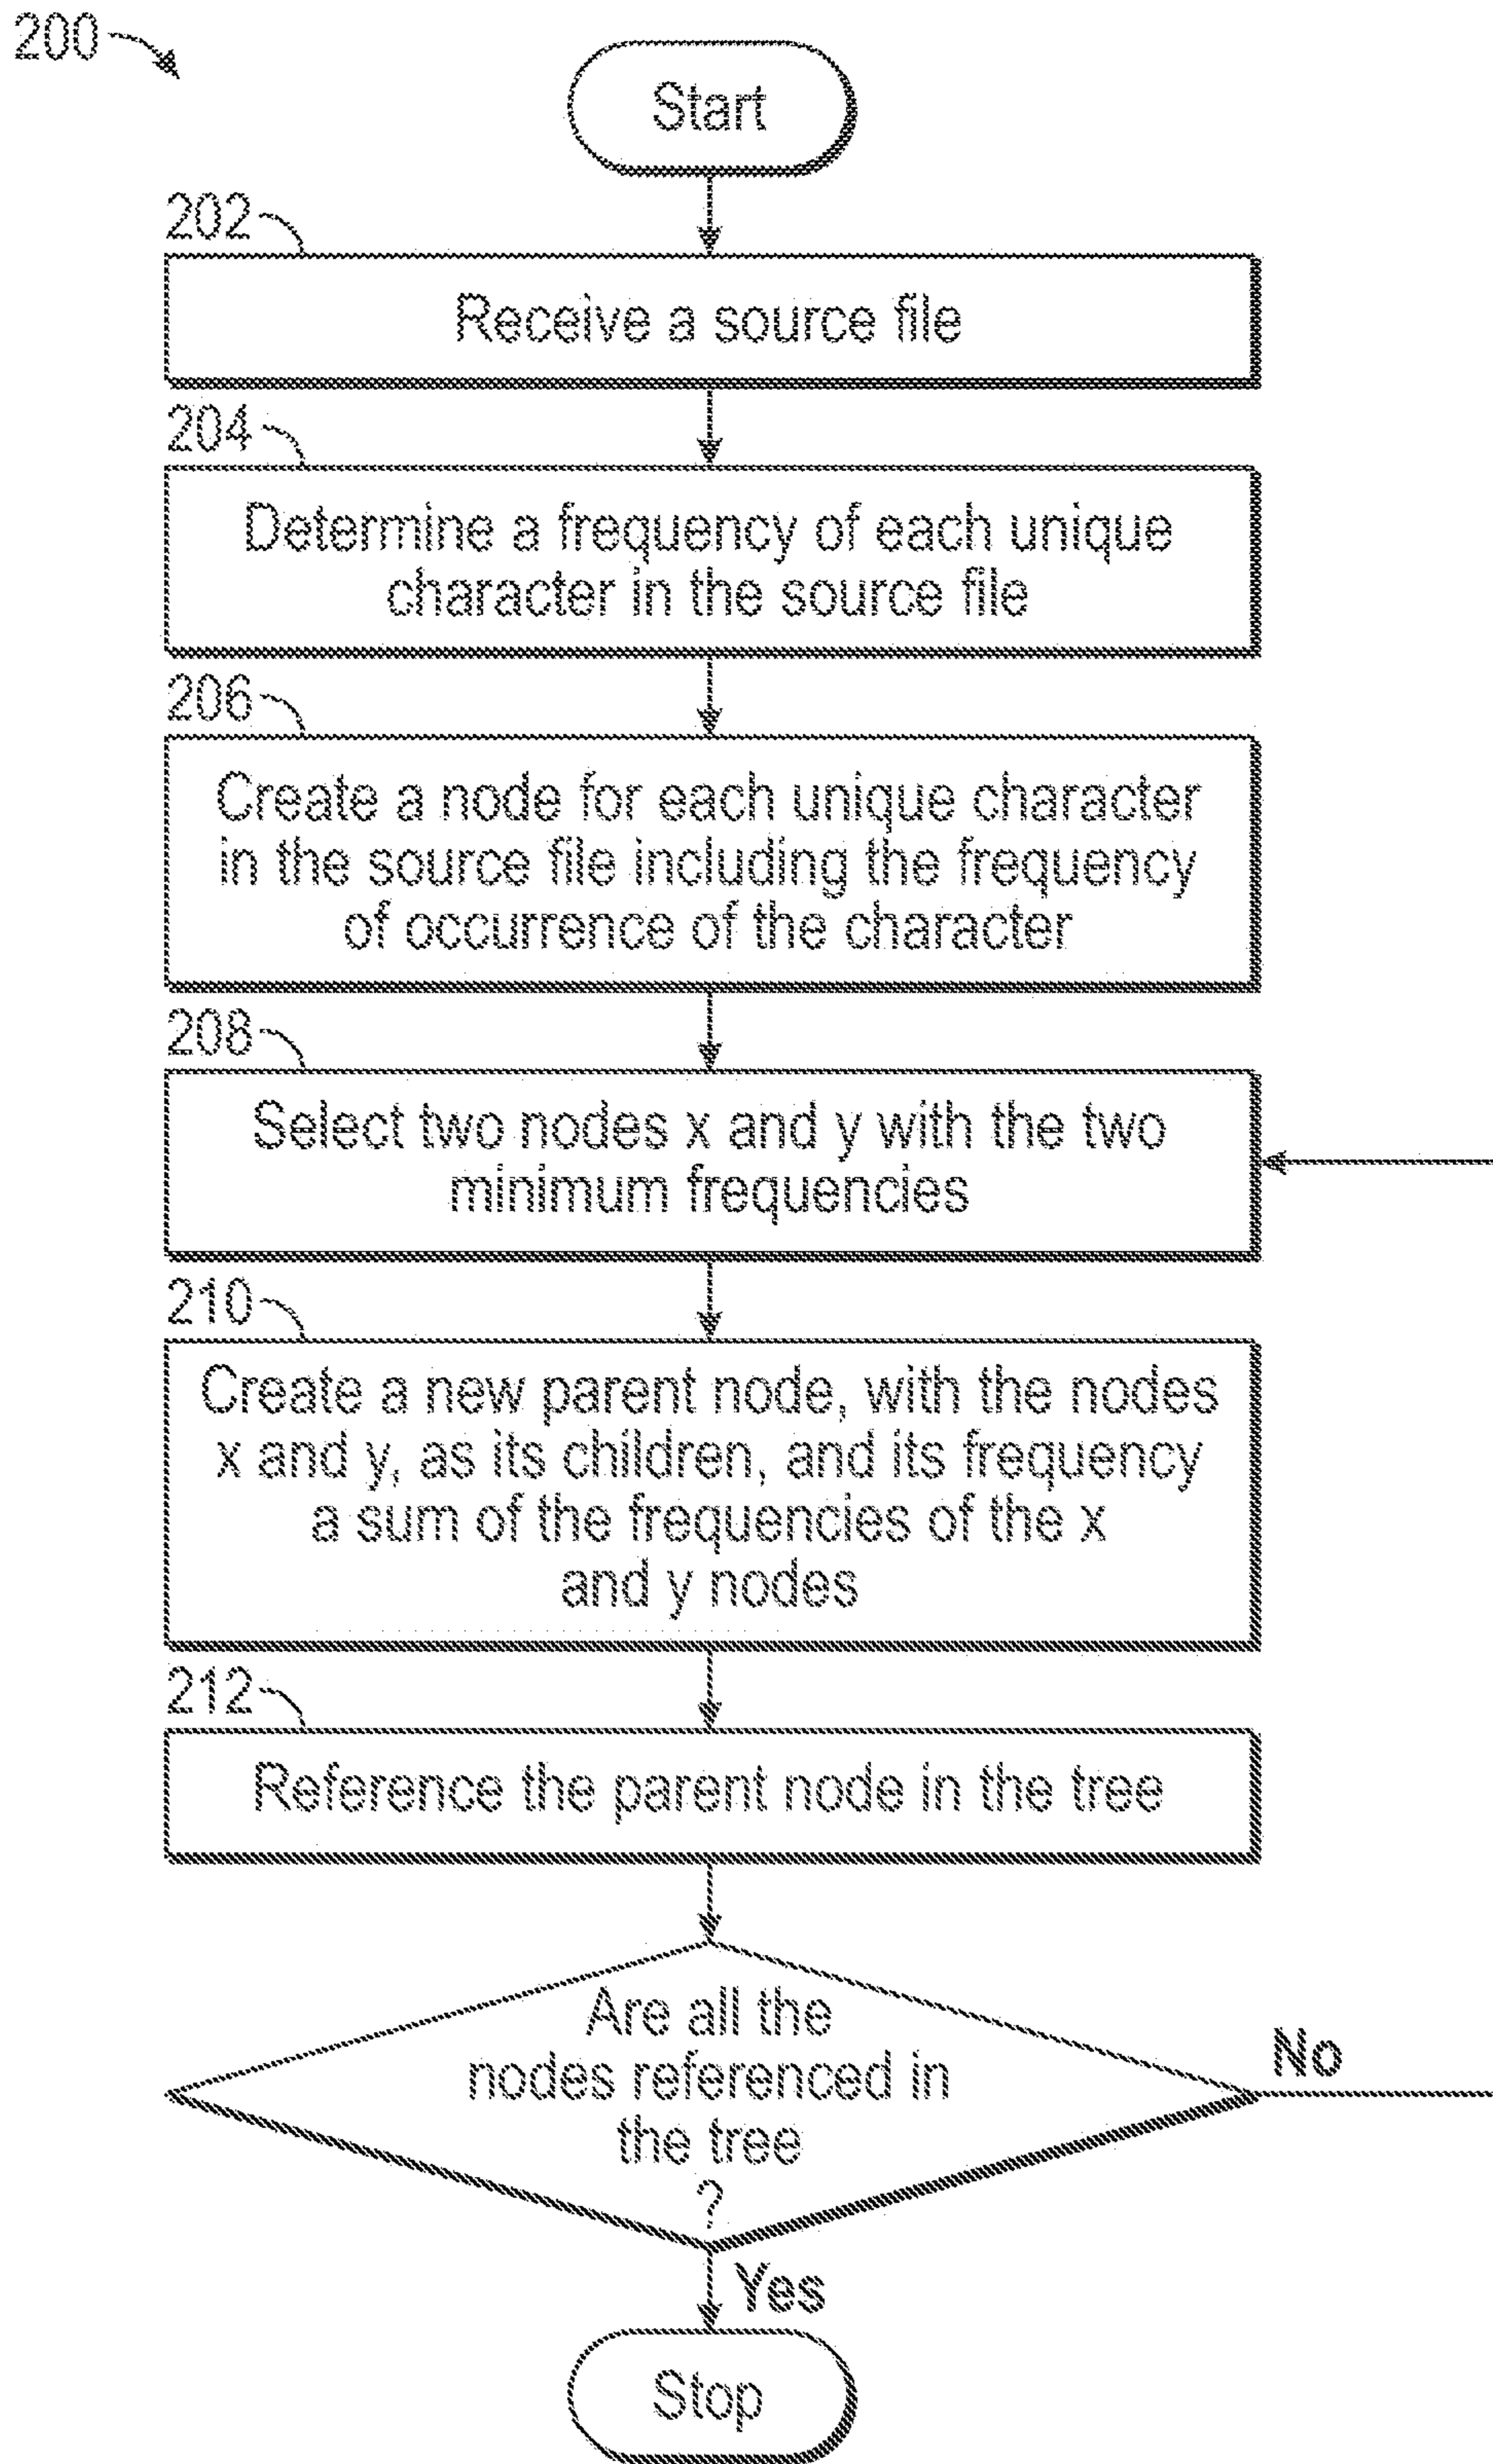 200
Start
202
Receive a source file
204
Determine a frequency of each unique
character in the source file
206
Create a node for each unique character
in the source file including the frequency
of occurrence of the character
208
Select two nodes x and y with the two
minimum frequencies
210
Create a new parent node, with the nodes
x and y, as its children, and its frequency
a sum of the frequencies of the x
and y nodes
212
Reference the parent node in the tree
Are all the
nodes referenced in
the tree
?
No
Yes
Stop